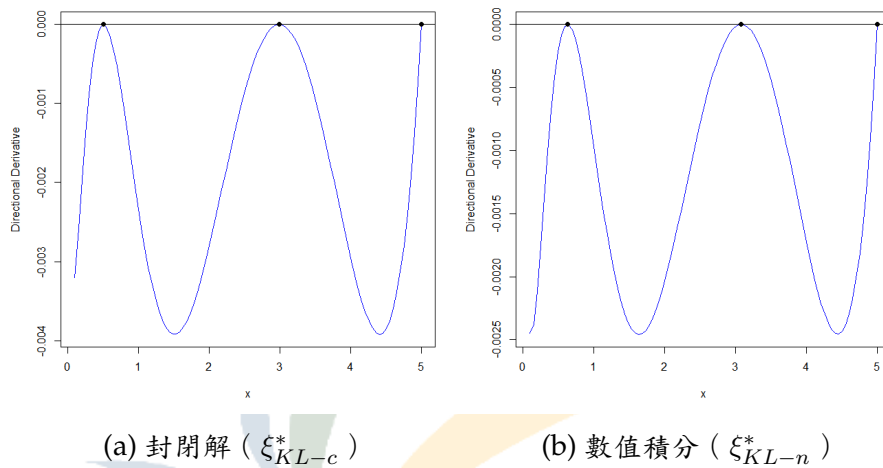 0.000
-0.001
-0.002
-0.003
-0.004
Directional Derivative
0 1 2 3 4 5
x
(a) 封閉解（ξ*KL−c）
0.0000
-0.0005
-0.0010
-0.0015
-0.0020
-0.0025
Directional Derivative
0 1 2 3 4 5
x
(b) 數值積分（ξ*KL−n）